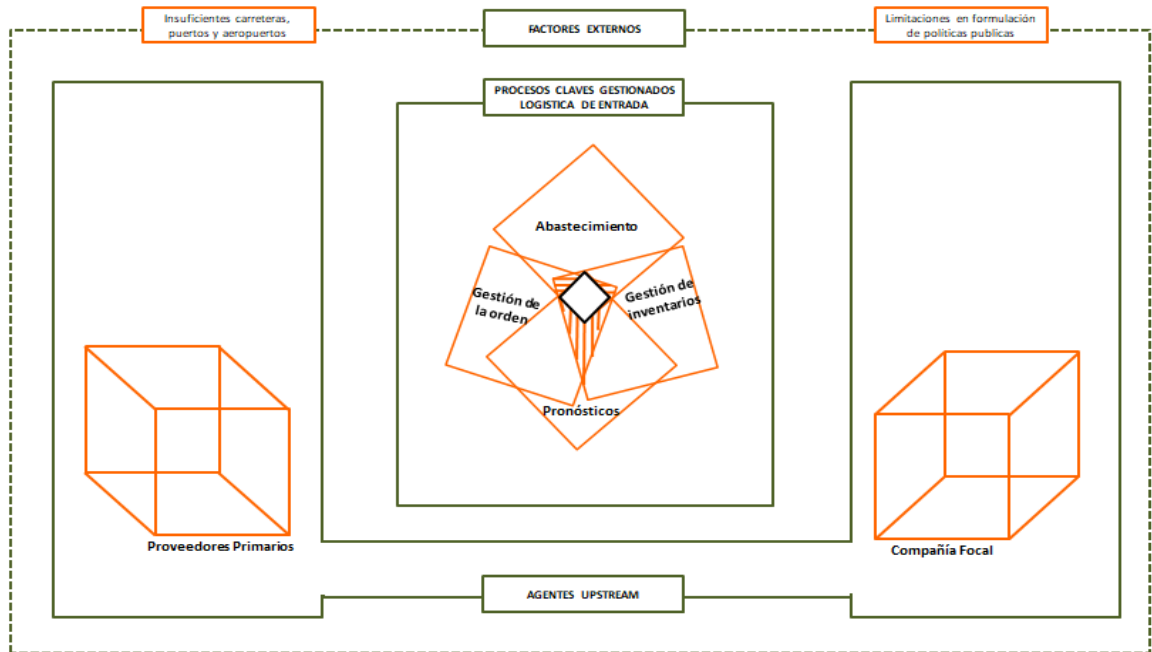 Insuficientes carreteras,
puertos y aeropuertos
FACTORES EXTERNOS
Limitaciones en formulación
de políticas publicas
PROCESOS CLAVES GESTIONADOS
LOGISTICA DE ENTRADA
Abastecimiento
Gestión de
la orden
Gestión de
inventarios
Pronósticos
Proveedores Primarios
Compañía Focal
AGENTES UPSTREAM